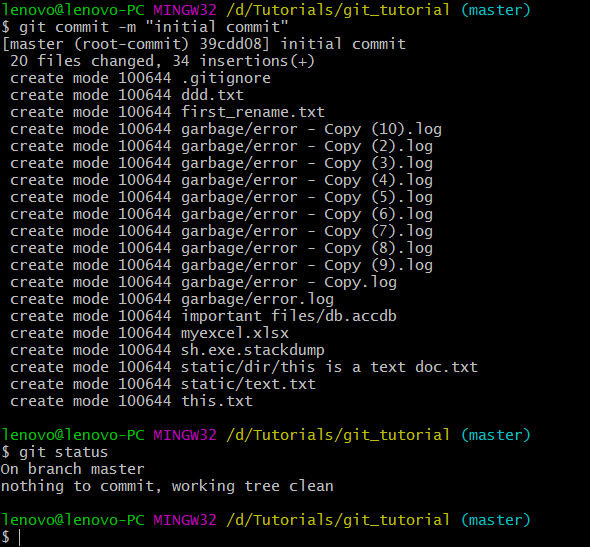 lenovo@lenovo-PC MINGW32 /d/Tutorials/git_tutorial (master)
$ git commit -m "initial commit"
[master (root-commit) 39cdd08] initial commit
 20 files changed, 34 insertions(+)
 create mode 100644 .gitignore
 create mode 100644 ddd.txt
 create mode 100644 first_rename.txt
 create mode 100644 garbage/error - Copy (10).log
 create mode 100644 garbage/error - Copy (2).log
 create mode 100644 garbage/error - Copy (3).log
 create mode 100644 garbage/error - Copy (4).log
 create mode 100644 garbage/error - Copy (5).log
 create mode 100644 garbage/error - Copy (6).log
 create mode 100644 garbage/error - Copy (7).log
 create mode 100644 garbage/error - Copy (8).log
 create mode 100644 garbage/error - Copy (9).log
 create mode 100644 garbage/error - Copy.log
 create mode 100644 garbage/error.log
 create mode 100644 important files/db.accdb
 create mode 100644 myexcel.xlsx
 create mode 100644 sh.exe.stackdump
 create mode 100644 static/dir/this is a text doc.txt
 create mode 100644 static/text.txt
 create mode 100644 this.txt
lenovo@lenovo-PC MINGW32 /d/Tutorials/git_tutorial (master)
$ git status
On branch master
nothing to commit, working tree clean
lenovo@lenovo-PC MINGW32 /d/Tutorials/git_tutorial (master)
$